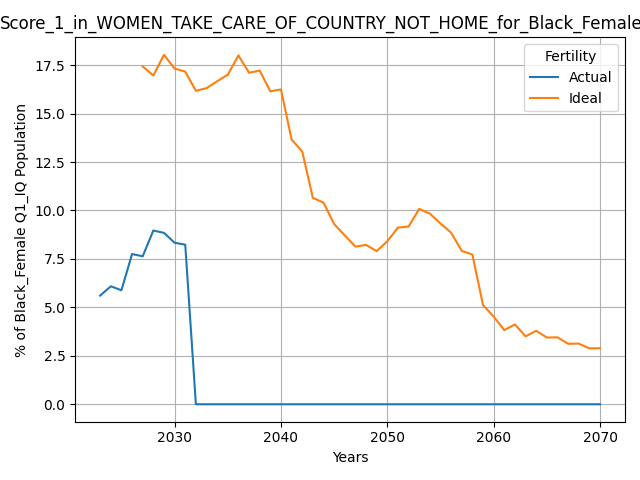 Score_1_in_WOMEN_TAKE_CARE_OF_COUNTRY_NOT_HOME_for_Black_Female
% of Black_Female Q1_IQ Population
17.5
15.0
12.5
10.0
7.5
5.0
2.5
0.0
Fertility
Actual
Ideal
2030 2040 2050 2060 2070
Years